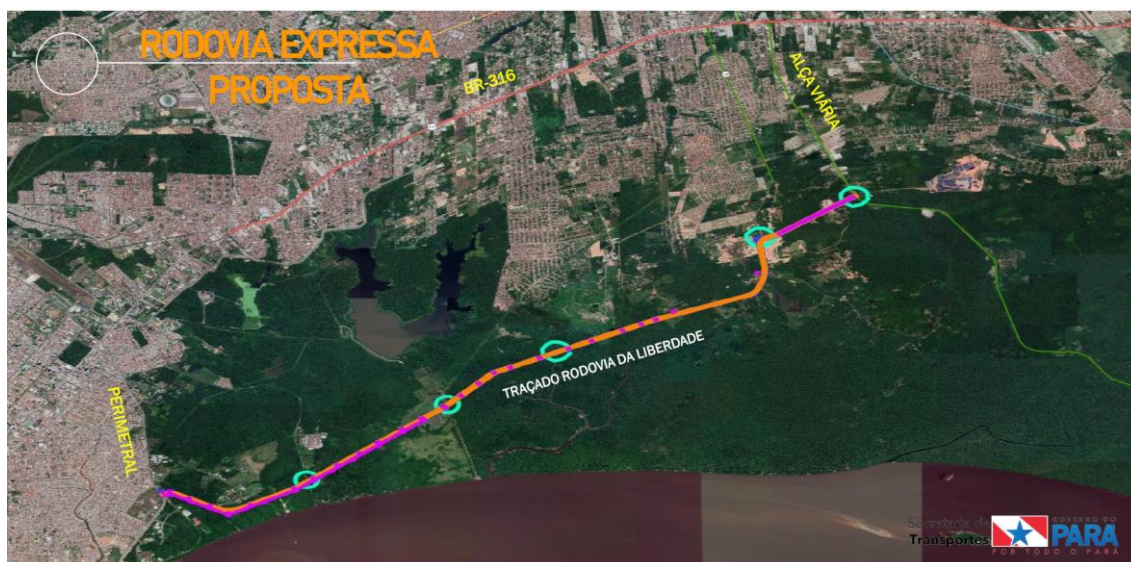 RODOVIA EXPRESSA
PROPOSTA
BR-316
ALÇA VIÁRIA
TRAÇADO RODOVIA DA LIBERDADE
PERIMETRAL
Secretaria de
Transportes
GOVERNO DO
PARÁ
POR TODO O PARÁ